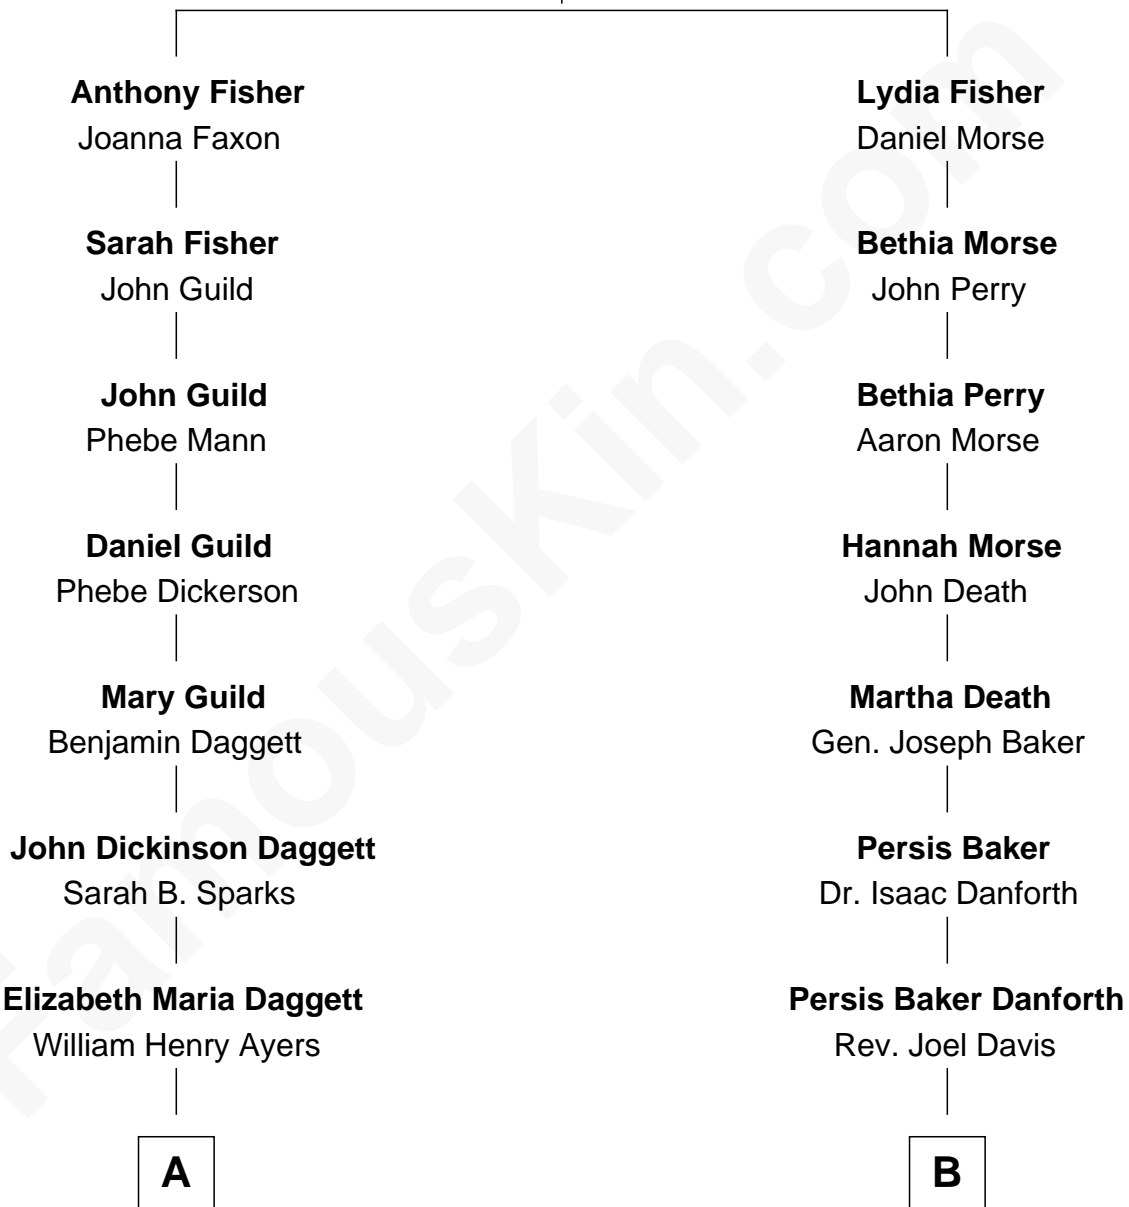 Anthony Fisher
Joanna Faxon
Sarah Fisher
John Guild
John Guild
Phebe Mann
Daniel Guild
Phebe Dickerson
Mary Guild
Benjamin Daggett
John Dickinson Daggett
Sarah B. Sparks
Elizabeth Maria Daggett
William Henry Ayers
A
Lydia Fisher
Daniel Morse
Bethia Morse
John Perry
Bethia Perry
Aaron Morse
Hannah Morse
John Death
Martha Death
Gen. Joseph Baker
Persis Baker
Dr. Isaac Danforth
Persis Baker Danforth
Rev. Joel Davis
B
FamousKin.com